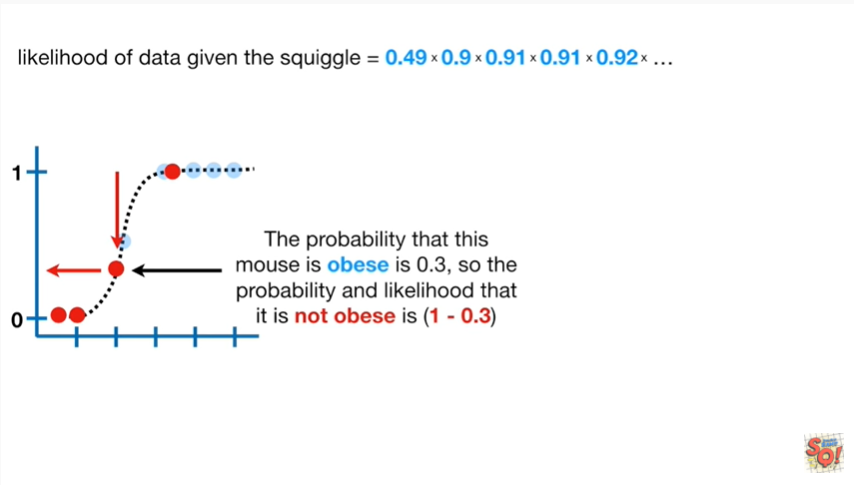 likelihood of data given the squiggle = 0.49 × 0.9 × 0.91 × 0.91 × 0.92 × ...
1
The probability that this
mouse is obese is 0.3, so the
probability and likelihood that
it is not obese is (1 - 0.3)
0
SQ!